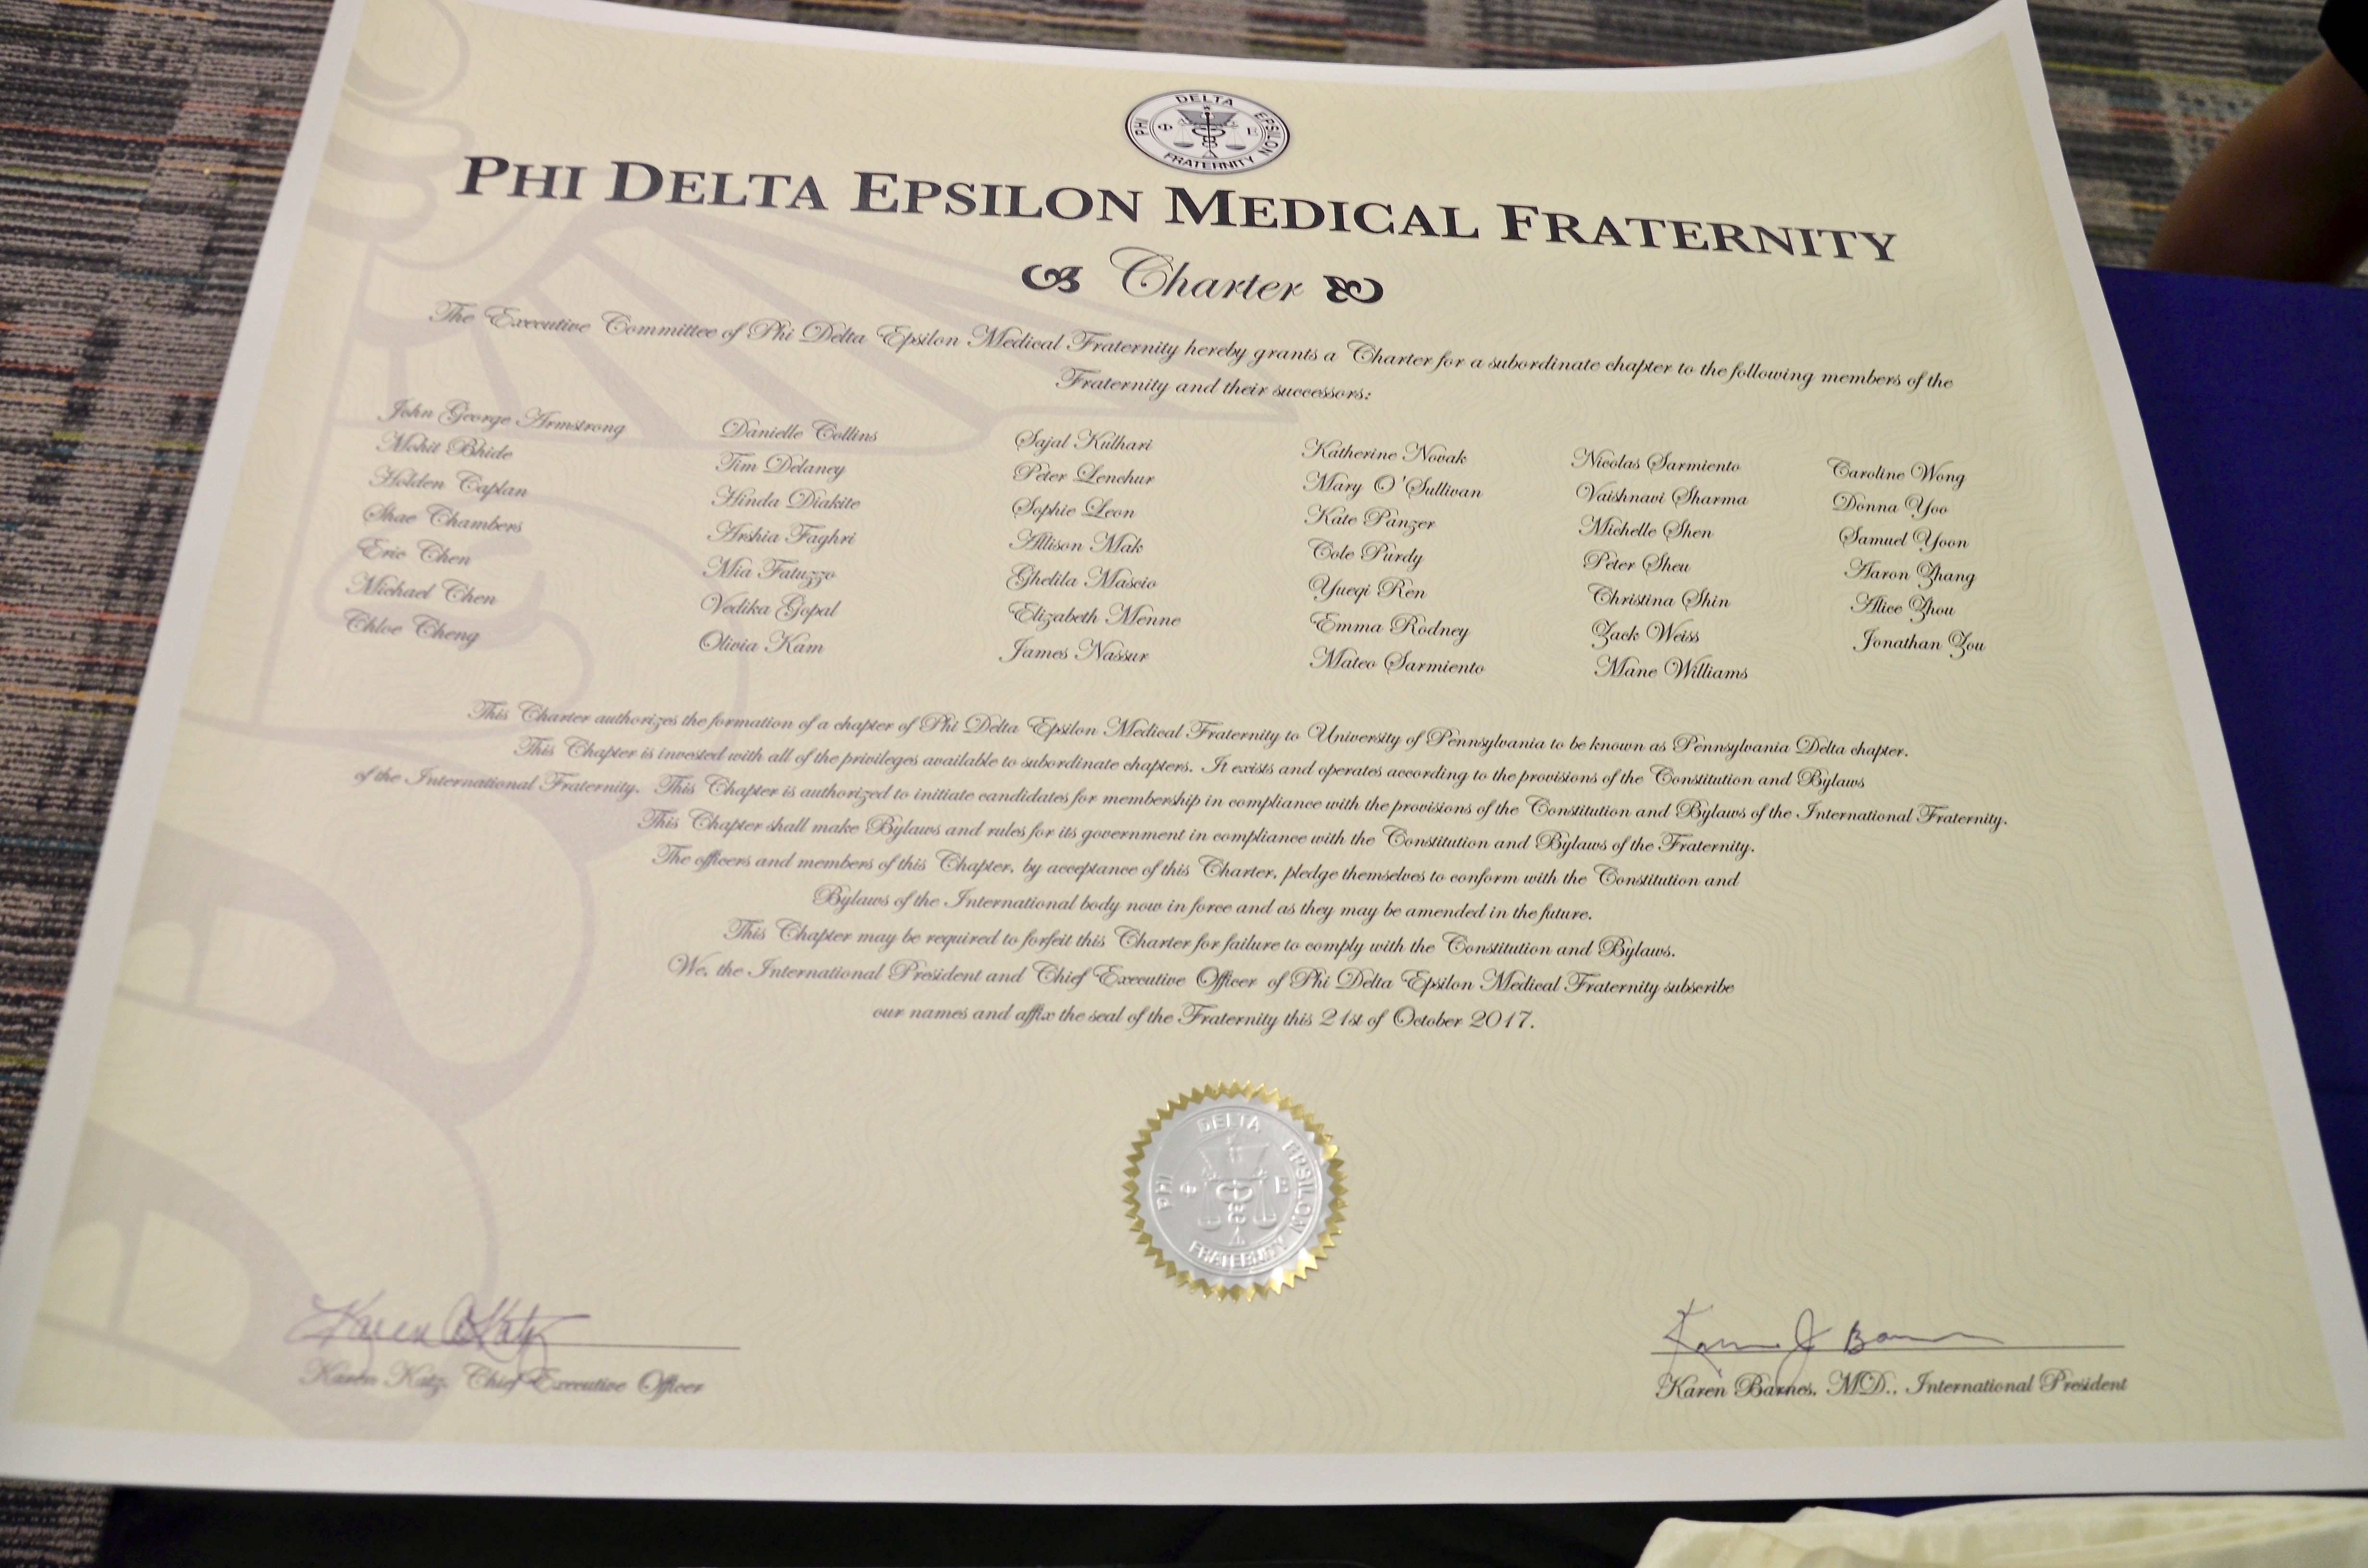 PHI DELTA EPSILON FRATERNITY
Φ Ε
PHI DELTA EPSILON MEDICAL FRATERNITY
Charter
The Executive Committee of Phi Delta Epsilon Medical Fraternity hereby grants a Charter for a subordinate chapter to the following members of the
Fraternity and their successors:
John George Armstrong
Mohit Bhide
Holden Caplan
Shae Chambers
Eric Chen
Michael Chen
Chloe Cheng
Danielle Collins
Tim Delaney
Hinda Diakite
Arshia Faghri
Mia Fatuzzo
Vedika Gopal
Olivia Kam
Sajal Kulhari
Peter Lenchur
Sophie Leon
Allison Mak
Ghelila Mascio
Elizabeth Menne
James Nassur
Katherine Novak
Mary O'Sullivan
Kate Panzer
Cole Purdy
Yueqi Ren
Emma Rodney
Mateo Sarmiento
Nicolas Sarmiento
Vaishnavi Sharma
Michelle Shen
Peter Sheu
Christina Shin
Zack Weiss
Mane Williams
Caroline Wong
Donna Yoo
Samuel Yoon
Aaron Zhang
Alice Zhou
Jonathan Zou
This Charter authorizes the formation of a chapter of Phi Delta Epsilon Medical Fraternity to University of Pennsylvania to be known as Pennsylvania Delta chapter.
This Chapter is invested with all of the privileges available to subordinate chapters. It exists and operates according to the provisions of the Constitution and Bylaws
of the International Fraternity. This Chapter is authorized to initiate candidates for membership in compliance with the provisions of the Constitution and Bylaws of the International Fraternity.
This Chapter shall make Bylaws and rules for its government in compliance with the Constitution and Bylaws of the Fraternity.
The officers and members of this Chapter, by acceptance of this Charter, pledge themselves to conform with the Constitution and
Bylaws of the International body now in force and as they may be amended in the future.
This Chapter may be required to forfeit this Charter for failure to comply with the Constitution and Bylaws.
We, the International President and Chief Executive Officer of Phi Delta Epsilon Medical Fraternity subscribe
our names and affix the seal of the Fraternity this 21st of October 2017.
PHI DELTA EPSILON FRATERNITY
Φ Ε
Karen Katz
Karen Katz, Chief Executive Officer
Karen J Barnes
Karen Barnes, MD., International President